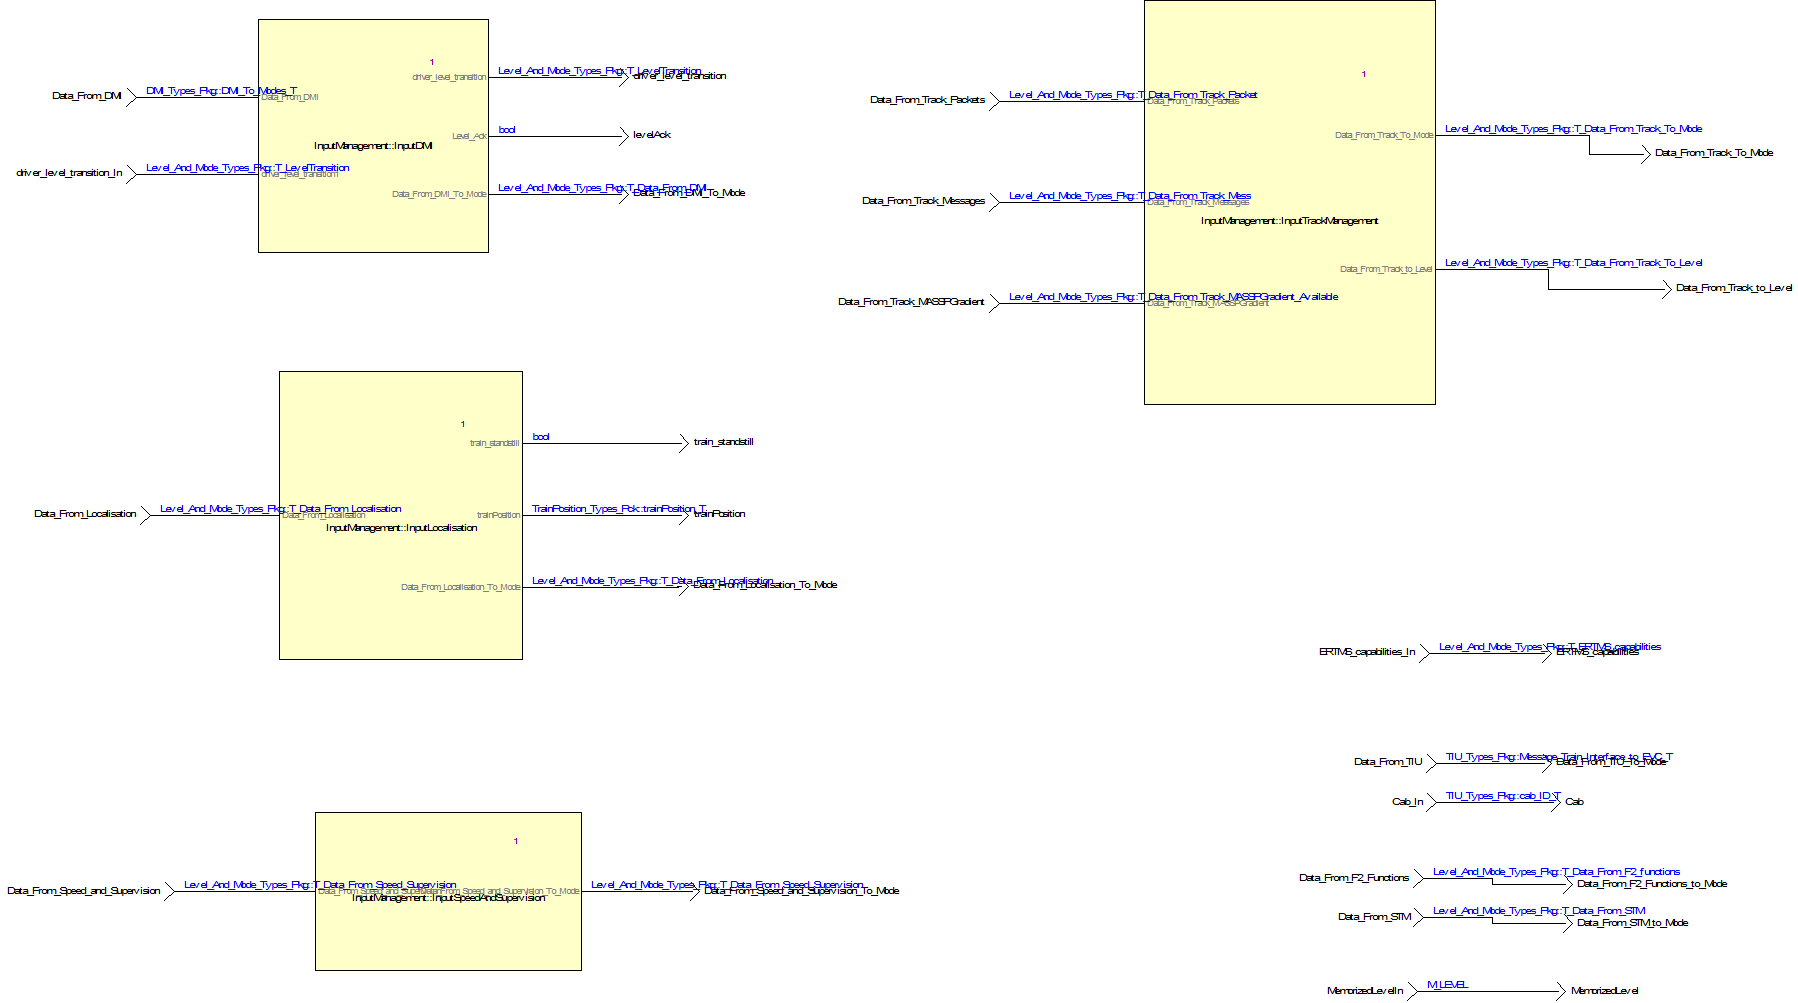 1
driver_level_transition
Level_And_Mode_Types_Pkg::T_LevelTransition
driver_level_transition
Data_From_DMI
DMI_Types_Pkg::DMI_To_Modes_T
Data_From_DMI
Level_Ack
bool
levelAck
InputManagement::InputDMI
driver_level_transition_In
Level_And_Mode_Types_Pkg::T_LevelTransition
driver_level_transition1
Data_From_DMI_To_Mode
Level_And_Mode_Types_Pkg::T_Data_From_DMI
Data_From_DMI_To_Mode
1
Data_From_Track_Packets
Level_And_Mode_Types_Pkg::T_Data_From_Track_Packet
Data_From_Track_Packets
Data_From_Track_To_Mode
Level_And_Mode_Types_Pkg::T_Data_From_Track_To_Mode
Data_From_Track_To_Mode
Data_From_Track_Messages
Level_And_Mode_Types_Pkg::T_Data_From_Track_Mess
Data_From_Track_Messages
InputManagement::InputTrackManagement
Data_From_Track_to_Level
Level_And_Mode_Types_Pkg::T_Data_From_Track_To_Level
Data_From_Track_to_Level
Data_From_Track_MASSPGradient
Level_And_Mode_Types_Pkg::T_Data_From_Track_MASSPGradient_Available
Data_From_Track_MASSPGradient
1
train_standstill
bool
train_standstill
Data_From_Localisation
Level_And_Mode_Types_Pkg::T_Data_From_Localisation
Data_From_Localisation
trainPosition
TrainPosition_Types_Pck::trainPosition_T
trainPosition
InputManagement::InputLocalisation
Data_From_Localisation_To_Mode
Level_And_Mode_Types_Pkg::T_Data_From_Localisation
Data_From_Localisation_To_Mode
ERTMS_capabilities_In
Level_And_Mode_Types_Pkg::T_ERTMS_capabilities
ERTMS_capabilities
Data_From_TIU
TIU_Types_Pkg::Message_Train_Interface_to_EVC_T
Data_From_TIU_To_Mode
Cab_In
TIU_Types_Pkg::cab_ID_T
Cab
1
Data_From_Speed_and_Supervision
Level_And_Mode_Types_Pkg::T_Data_From_Speed_Supervision
Data_From_Speed_and_Supervision
Data_From_Speed_and_Supervision_To_Mode
Level_And_Mode_Types_Pkg::T_Data_From_Speed_Supervision
Data_From_Speed_and_Supervision_To_Mode
InputManagement::InputSpeedAndSupervision
Data_From_F2_Functions
Level_And_Mode_Types_Pkg::T_Data_From_F2_functions
Data_From_F2_Functions_to_Mode
Data_From_STM
Level_And_Mode_Types_Pkg::T_Data_From_STM
Data_From_STM_to_Mode
MemorizedLevelIn
M_LEVEL
MemorizedLevel